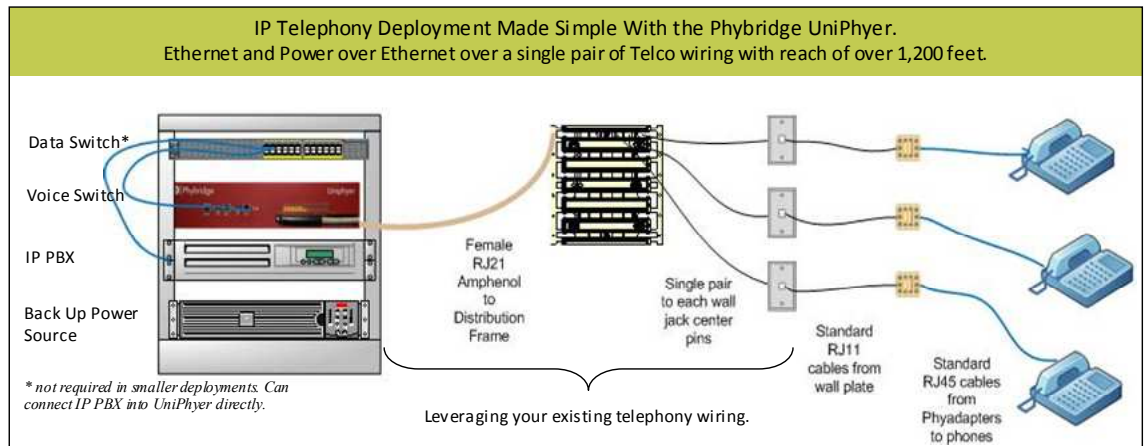 IP Telephony Deployment Made Simple With the Phybridge UniPhyer.
Ethernet and Power over Ethernet over a single pair of Telco wiring with reach of over 1,200 feet.
Data Switch*
Voice Switch
Phybridge
Uniphyer
IP PBX
Back Up Power
Source
* not required in smaller deployments. Can
connect IP PBX into UniPhyer directly.
Female
RJ21
Amphenol
to
Distribution
Frame
Single pair
to each wall
jack center
pins
Standard
RJ11
cables from
wall plate
Standard
RJ45 cables
from
Phyadapters
to phones
Leveraging your existing telephony wiring.